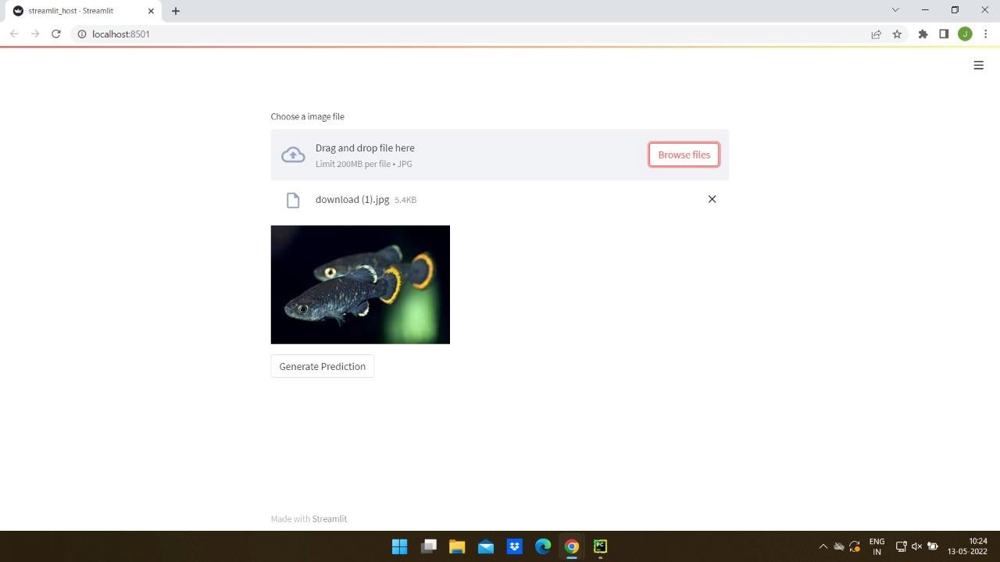 streamlit_host · Streamlit
localhost:8501
J
Choose a image file
Drag and drop file here
Limit 200MB per file • JPG
Browse files
download (1).jpg 5.4KB
Generate Prediction
Made with Streamlit
PC
ENG
IN
10:24
13-05-2022